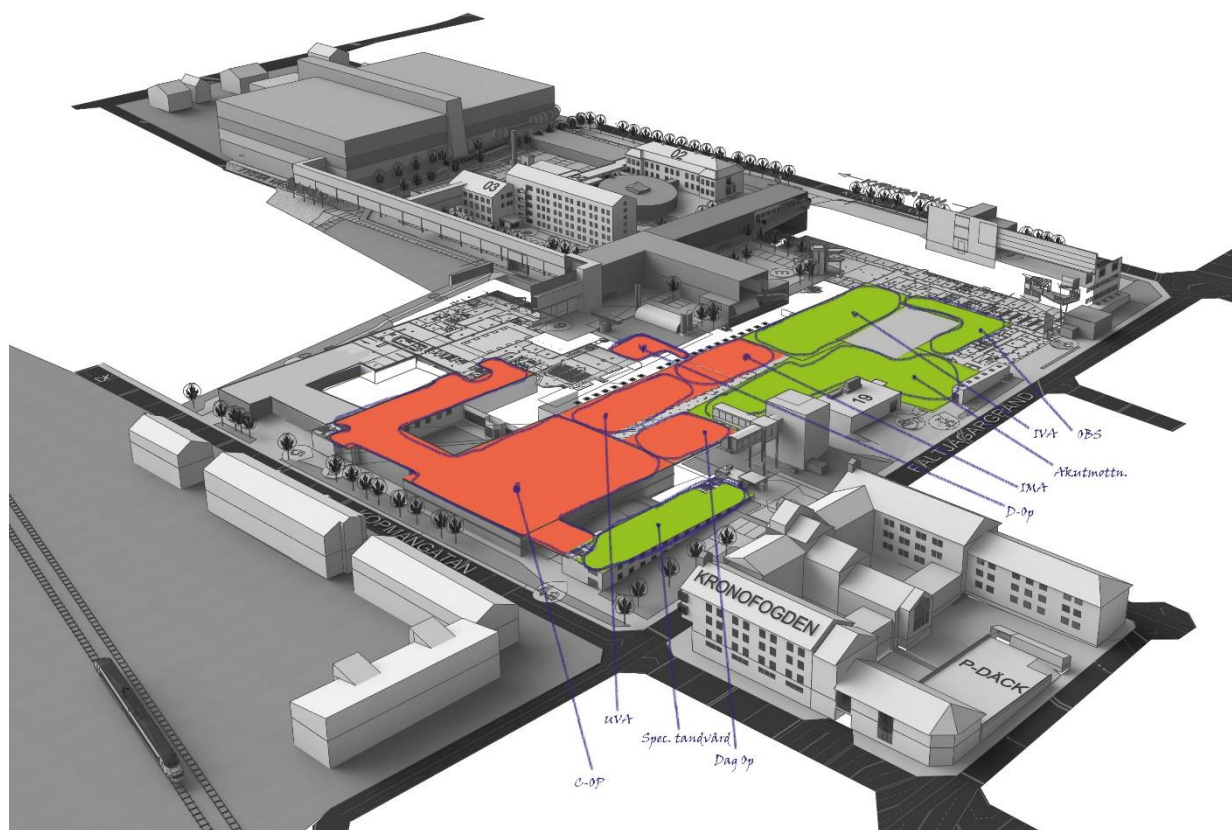 02
03
19
IVA
OBS
FÄLTJÄGARGRÄND
Akutmottn.
IMA
D-Op
KÖPMANGATAN
KRONOFOGDEN
P-DÄCK
UVA
Spec. tandvård
Dag Op
C-OP